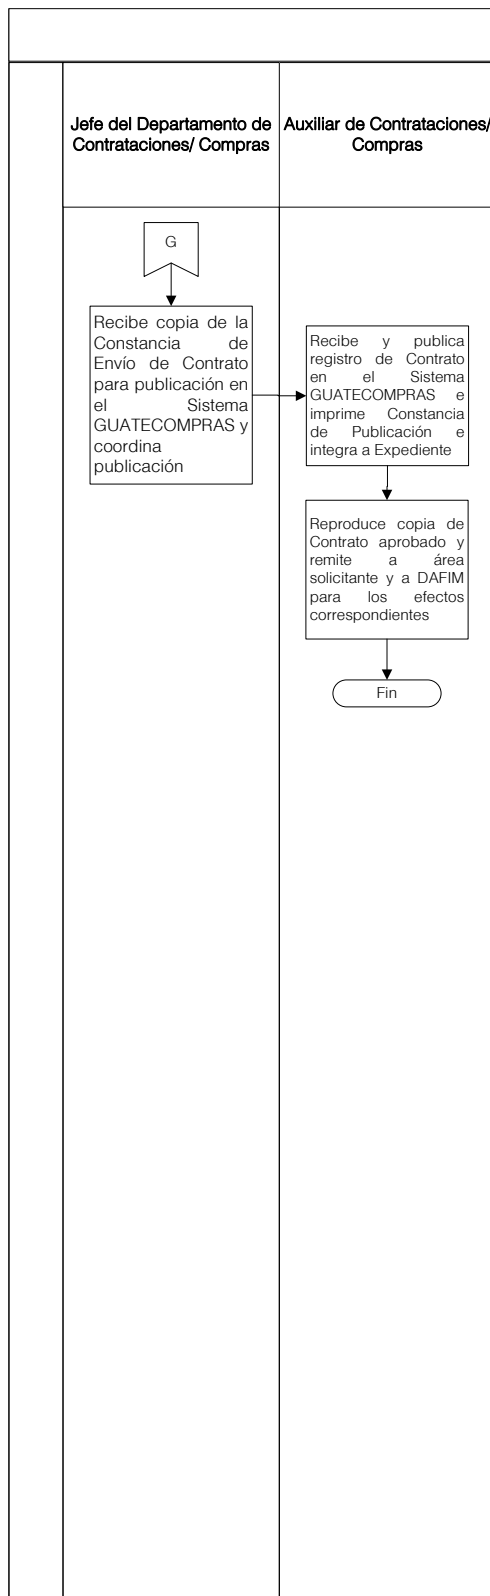 Jefe del Departamento de
Contrataciones/ Compras
Auxiliar de Contrataciones/
Compras
G
Recibe copia de la
Constancia de
Envío de Contrato
para publicación en
el Sistema
GUATECOMPRAS y
coordina
publicación
Recibe y publica
registro de Contrato
en el Sistema
GUATECOMPRAS e
imprime Constancia
de Publicación e
integra a Expediente
Reproduce copia de
Contrato aprobado y
remite a área
solicitante y a DAFIM
para los efectos
correspondientes
Fin